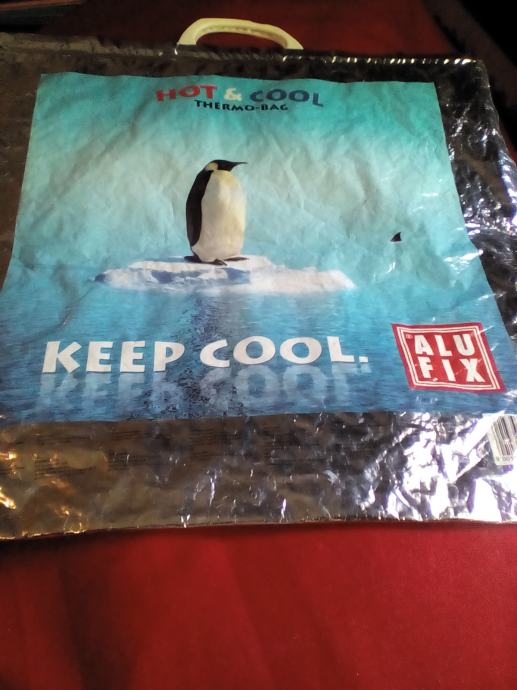 HOT & COOL
THERMO-BAG
KEEP COOL.
ALU
FIX